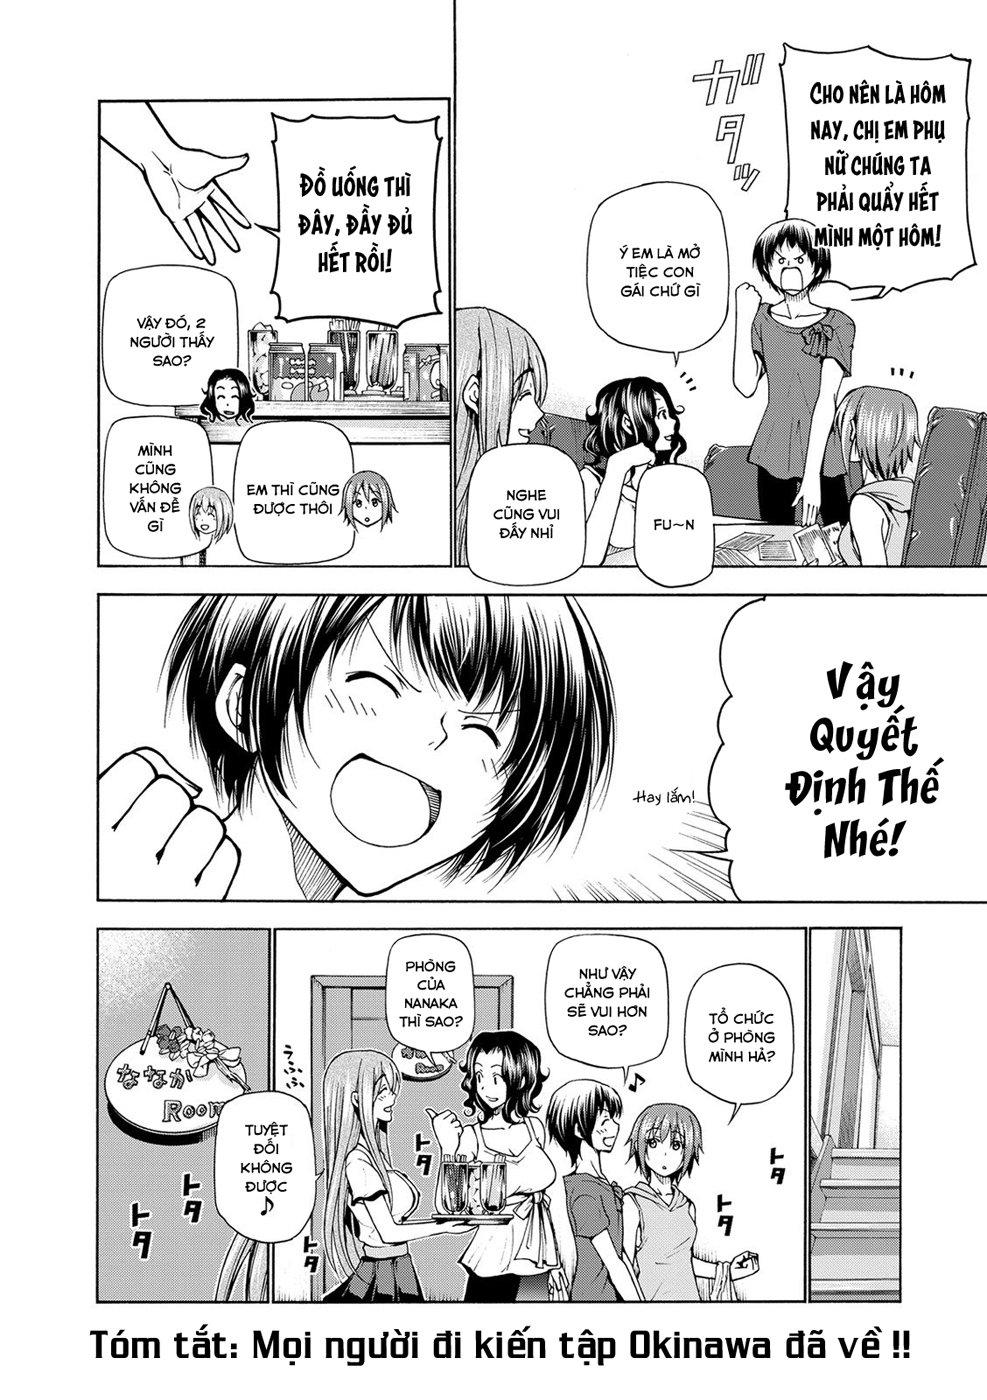 ガタッ
CHO NÊN LÀ HÔM
NAY, CHỊ EM PHỤ
NỮ CHÚNG TA
PHẢI QUẨY HẾT
MÌNH MỘT HÔM!
Ý EM LÀ MỞ
TIỆC CON
GÁI CHỨ GÌ
FU~N
NGHE
CŨNG VUI
ĐẤY NHỈ
ĐỒ UỐNG THÌ
ĐÂY, ĐẦY ĐỦ
HẾT RỒI!
VẬY ĐÓ, 2
NGƯỜI THẤY
SAO?
EM THÌ CŨNG
ĐƯỢC THÔI
MÌNH
CŨNG
KHÔNG
VẤN ĐỀ
GÌ
Vậy
Quyết
Định Thế
Nhé!
Hay lắm!
TỔ CHỨC
Ở PHÒNG
MÌNH HẢ?
NHƯ VẬY
CHẲNG PHẢI
SẼ VUI HƠN
SAO?
♪
PHÒNG
CỦA
NANAKA
THÌ SAO?
Room
うふふふ
トタ
トタ
トタ
トタ
トタ
TUYỆT
ĐỐI
KHÔNG
ĐƯỢC
♪
ななか
Room
Tóm tắt: Mọi người đi kiến tập Okinawa đã về !!